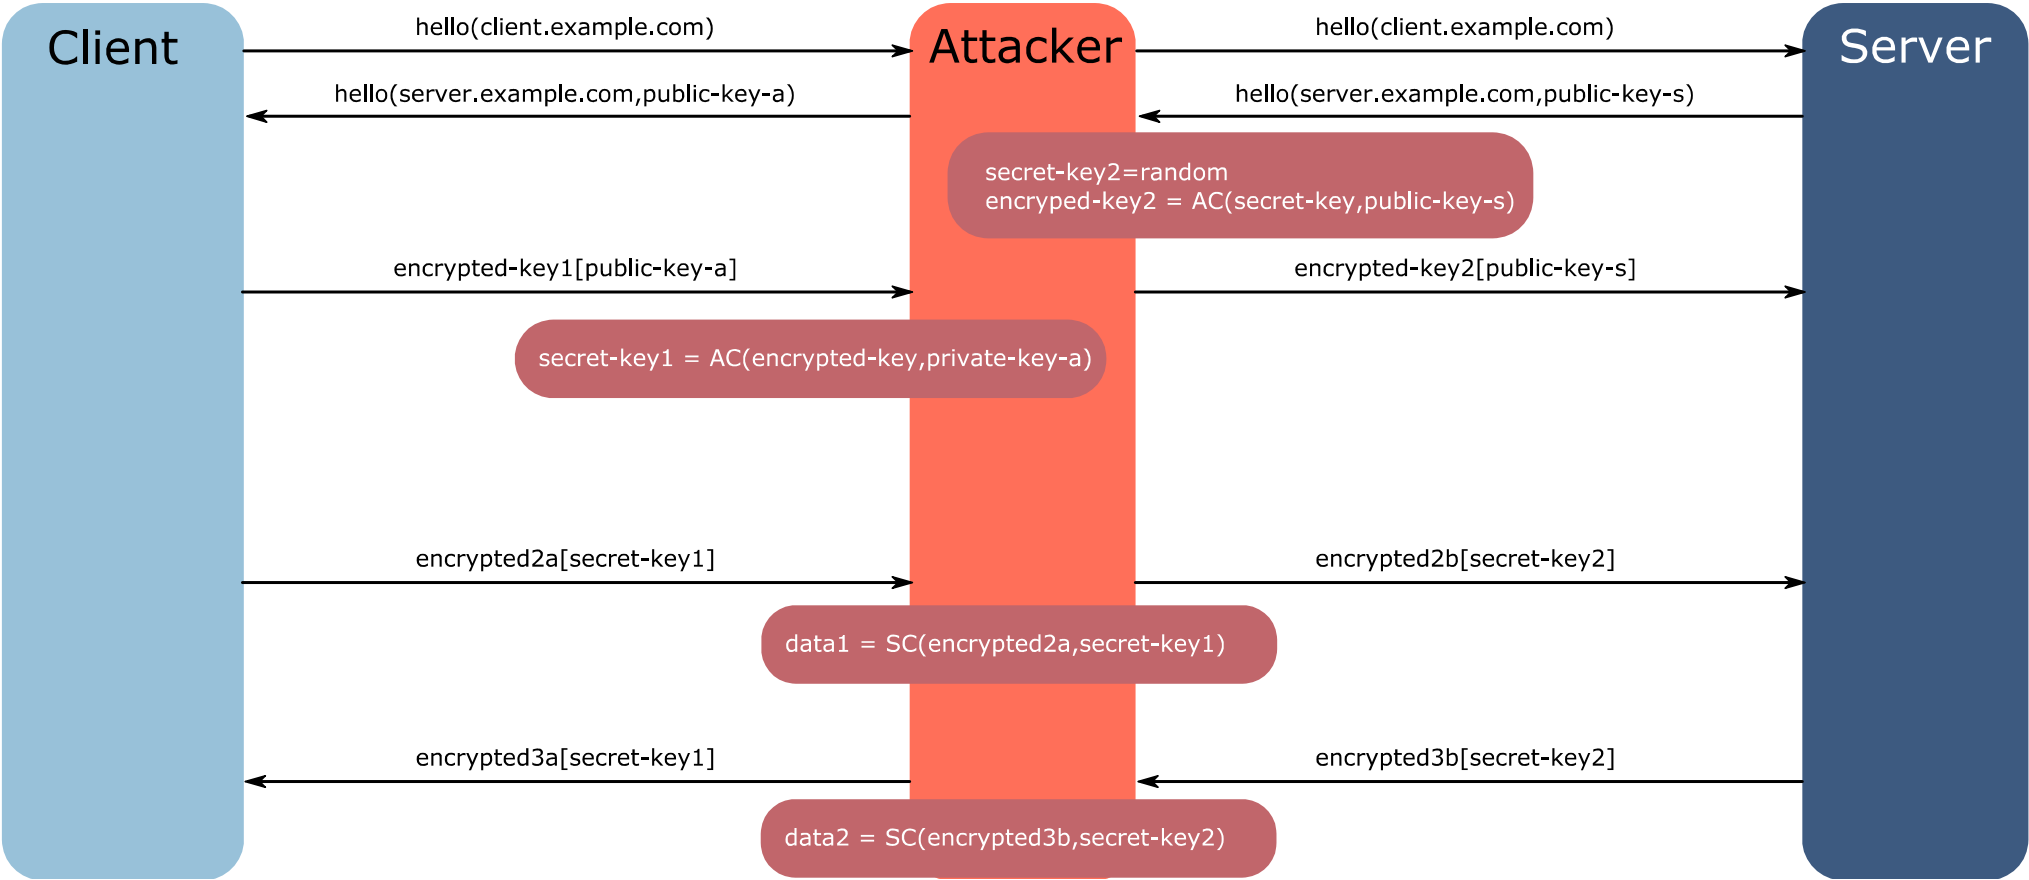 Client
Attacker
Server
hello(client.example.com)
hello(client.example.com)
hello(server.example.com,public-key-a)
hello(server.example.com,public-key-s)
secret-key2=random
encryped-key2 = AC(secret-key,public-key-s)
encrypted-key1[public-key-a]
encrypted-key2[public-key-s]
secret-key1 = AC(encrypted-key,private-key-a)
encrypted2a[secret-key1]
encrypted2b[secret-key2]
data1 = SC(encrypted2a,secret-key1)
encrypted3a[secret-key1]
encrypted3b[secret-key2]
data2 = SC(encrypted3b,secret-key2)